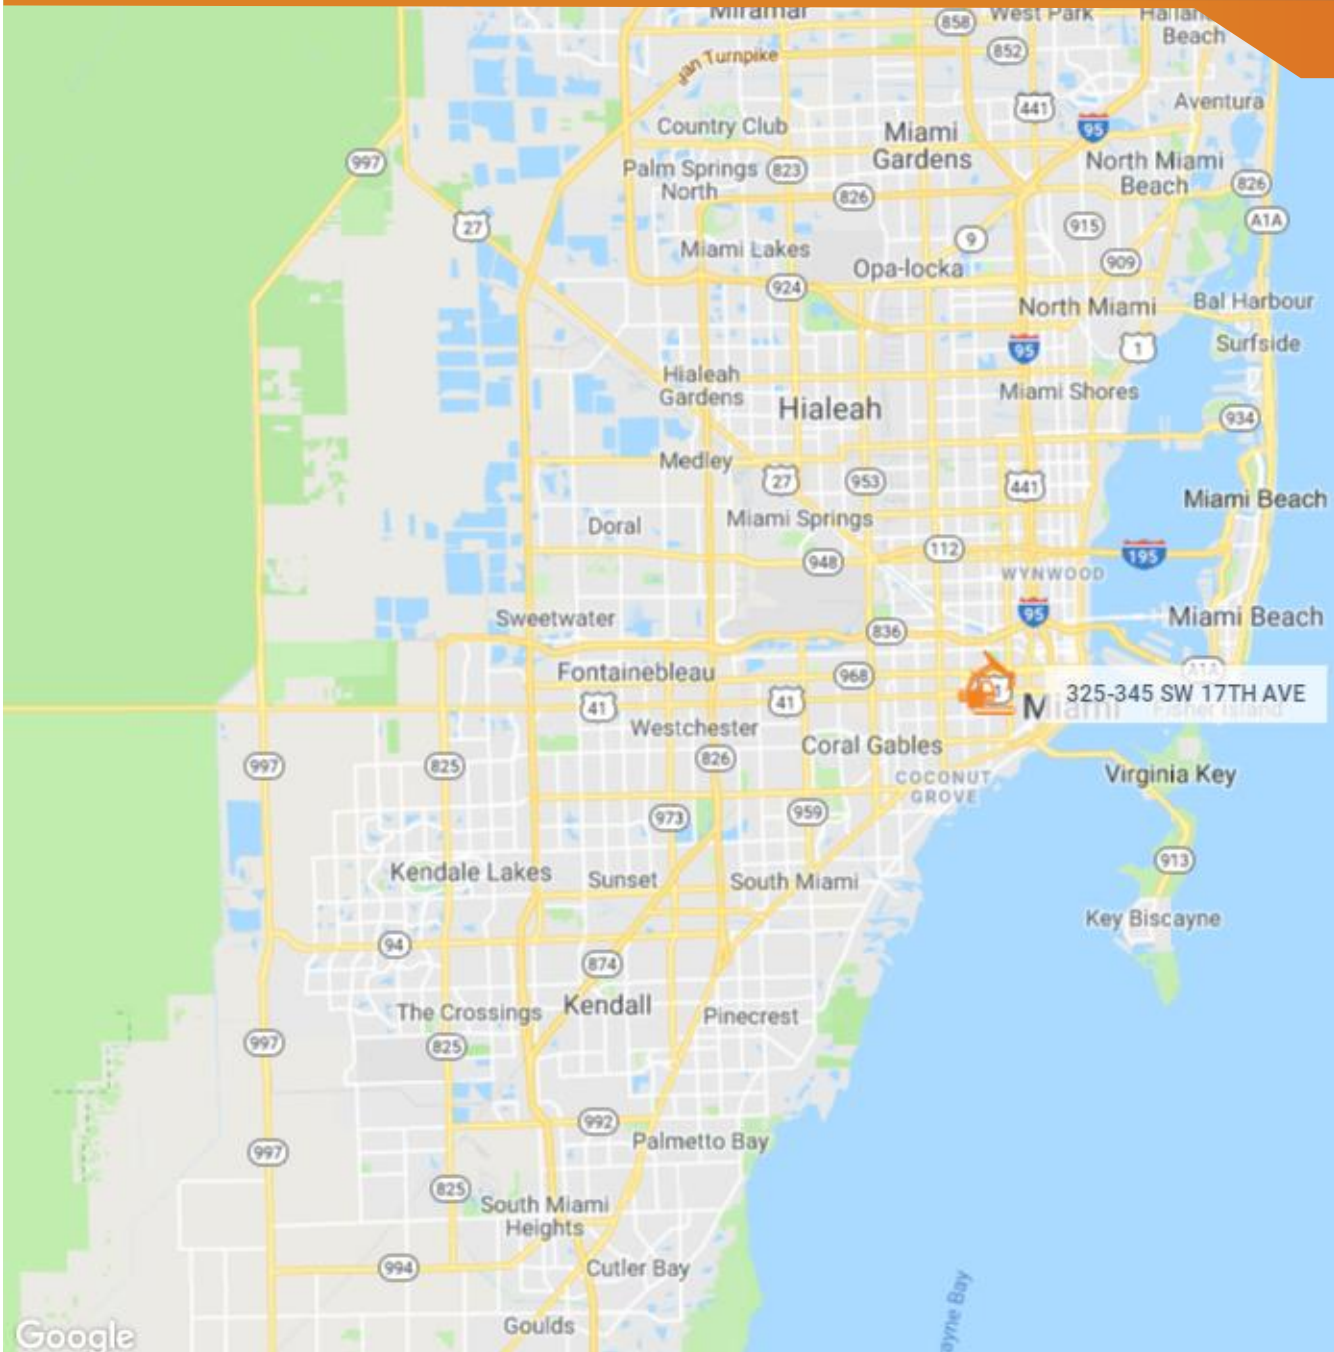 Miramar
858
West Park
Beach
Turnpike
852
441
95
Aventura
Country Club
Miami
Gardens
997
Palm Springs
North
823
North Miami
Beach
826
826
27
915
A1A
9
Miami Lakes
Opa-locka
909
924
North Miami
Bal Harbour
95
1
Surfside
Hialeah
Gardens
Miami Shores
Hialeah
934
Medley
27
953
441
Miami Beach
Doral
Miami Springs
112
948
195
WYNWOOD
Sweetwater
95
836
Miami Beach
Fontainebleau
968
A1A
1
325-345 SW 17TH AVE
41
41
Miami
Fisher Island
Westchester
826
Coral Gables
997
825
COCONUT
GROVE
Virginia Key
973
959
Kendale Lakes
Sunset
South Miami
913
Key Biscayne
94
874
Kendall
The Crossings
Pinecrest
997
825
992
Palmetto Bay
997
825
South Miami
Heights
994
Cutler Bay
Goulds
Google